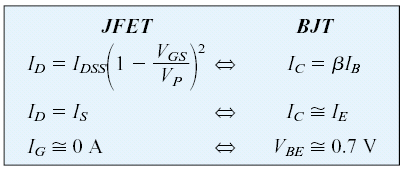 JFET BJT
I_D = I_DSS(1 − V_GS/V_P)² ⇔ I_C = βI_B
I_D = I_S ⇔ I_C ≅ I_E
I_G ≅ 0 A ⇔ V_BE ≅ 0.7 V